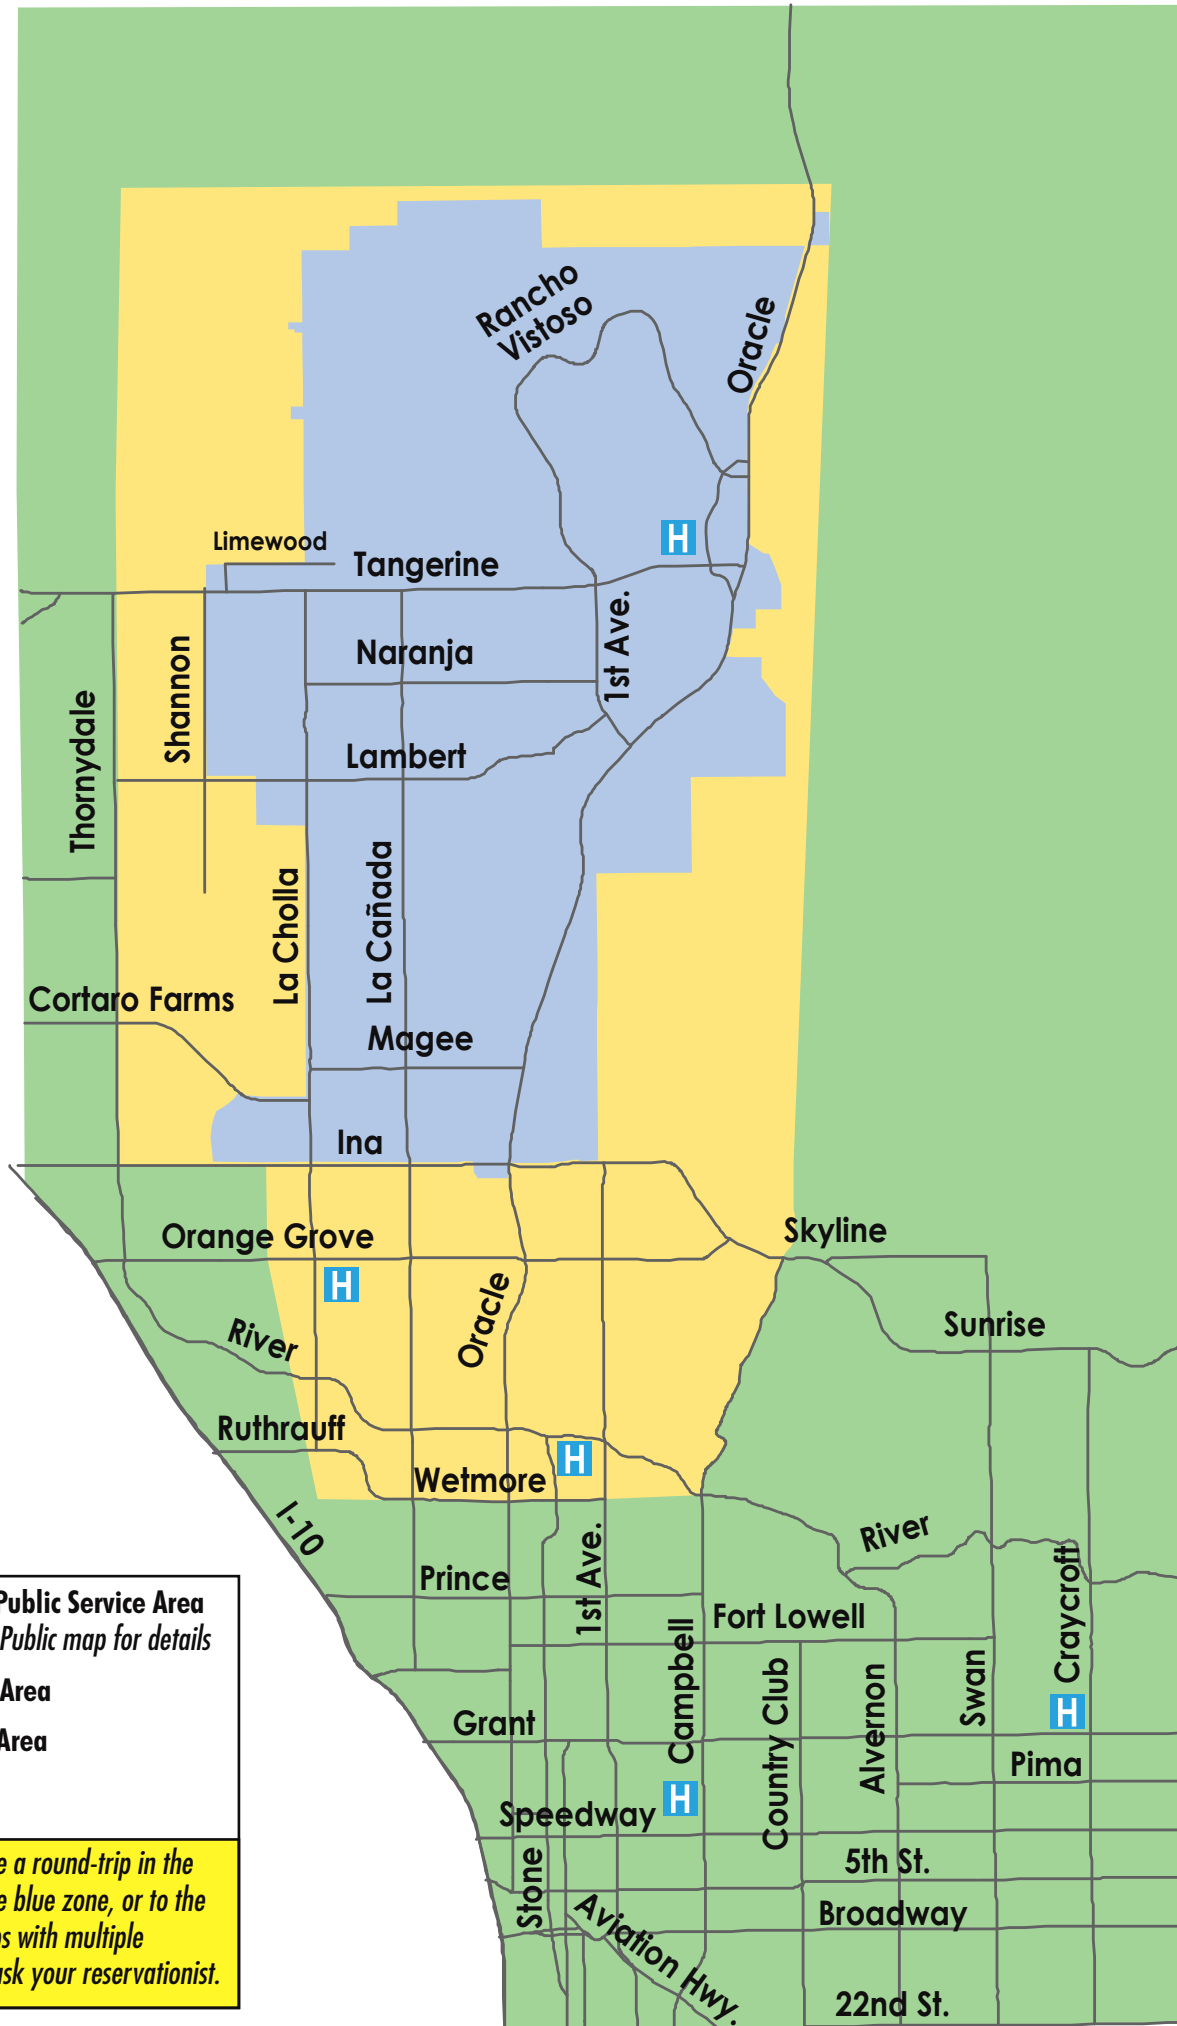 Rancho
Vistoso
Oracle
H
Limewood
Tangerine
1st Ave.
Naranja
Shannon
Thornydale
Lambert
La Cholla
La Cañada
Cortaro Farms
Magee
Ina
Skyline
Orange Grove
H
Oracle
Sunrise
River
Ruthrauff
H
Wetmore
I-10
River
1st Ave.
Craycroft
Prince
Fort Lowell
Campbell
Country Club
Alvernon
Swan
H
Grant
Pima
H
Speedway
5th St.
Stone
Broadway
Aviation Hwy.
22nd St.
Public Service Area
Public map for details
Area
Area
e a round-trip in the
e blue zone, or to the
s with multiple
ask your reservationist.